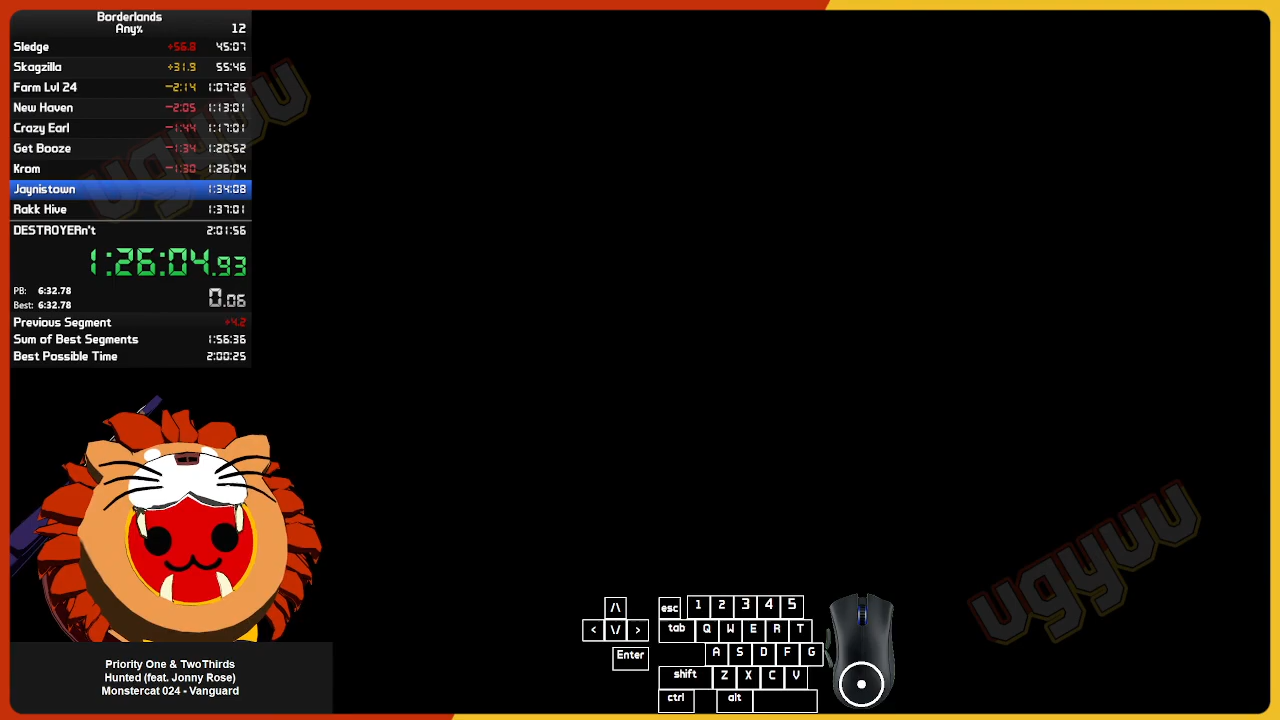 Borderlands
Any% 12
Sledge +56.8 45:07
Skagzilla +31.9 55:46
Farm Lvl 24 −2:14 1:07:26
New Haven −2:05 1:13:01
Crazy Earl −1:44 1:17:01
Get Booze −1:34 1:20:52
Krom −1:30 1:26:04
Jaynistown 1:34:08
Rakk Hive 1:37:01
DESTROYERn't 2:01:56
1:26:04.93
PB: 6:32.78
Best: 6:32.78
0.06
Previous Segment +4.2
Sum of Best Segments 1:56:36
Best Possible Time 2:00:25
ugyuu
ugyuu
/\ esc 1 2 3 4 5
< \/ > tab Q W E R T
Enter A S D F G
shift Z X C V
ctrl alt
Priority One & TwoThirds
Hunted (feat. Jonny Rose)
Monstercat 024 - Vanguard